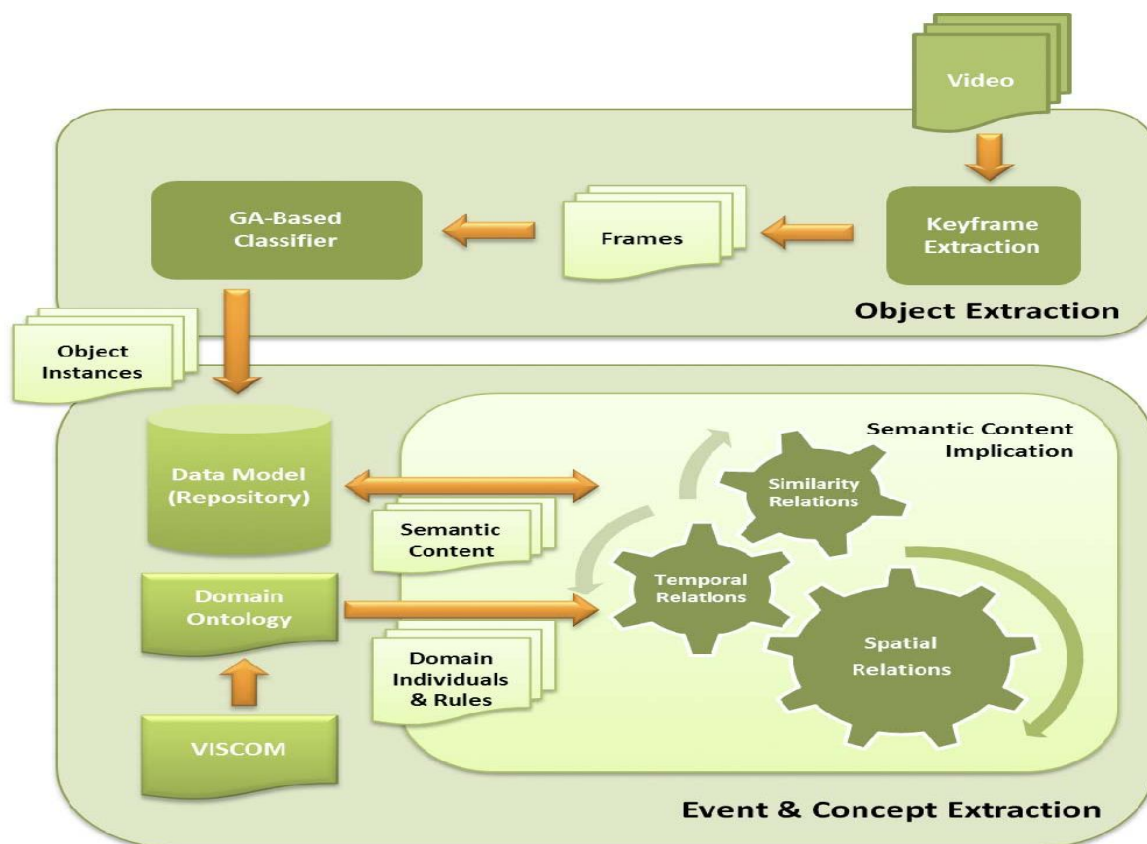 Video
GA-Based
Classifier
Frames
Keyframe
Extraction
Object Extraction
Object
Instances
Semantic Content
Implication
Data Model
(Repository)
Semantic
Content
Similarity
Relations
Temporal
Relations
Domain
Ontology
Domain
Individuals
& Rules
Spatial
Relations
VISCOM
Event & Concept Extraction